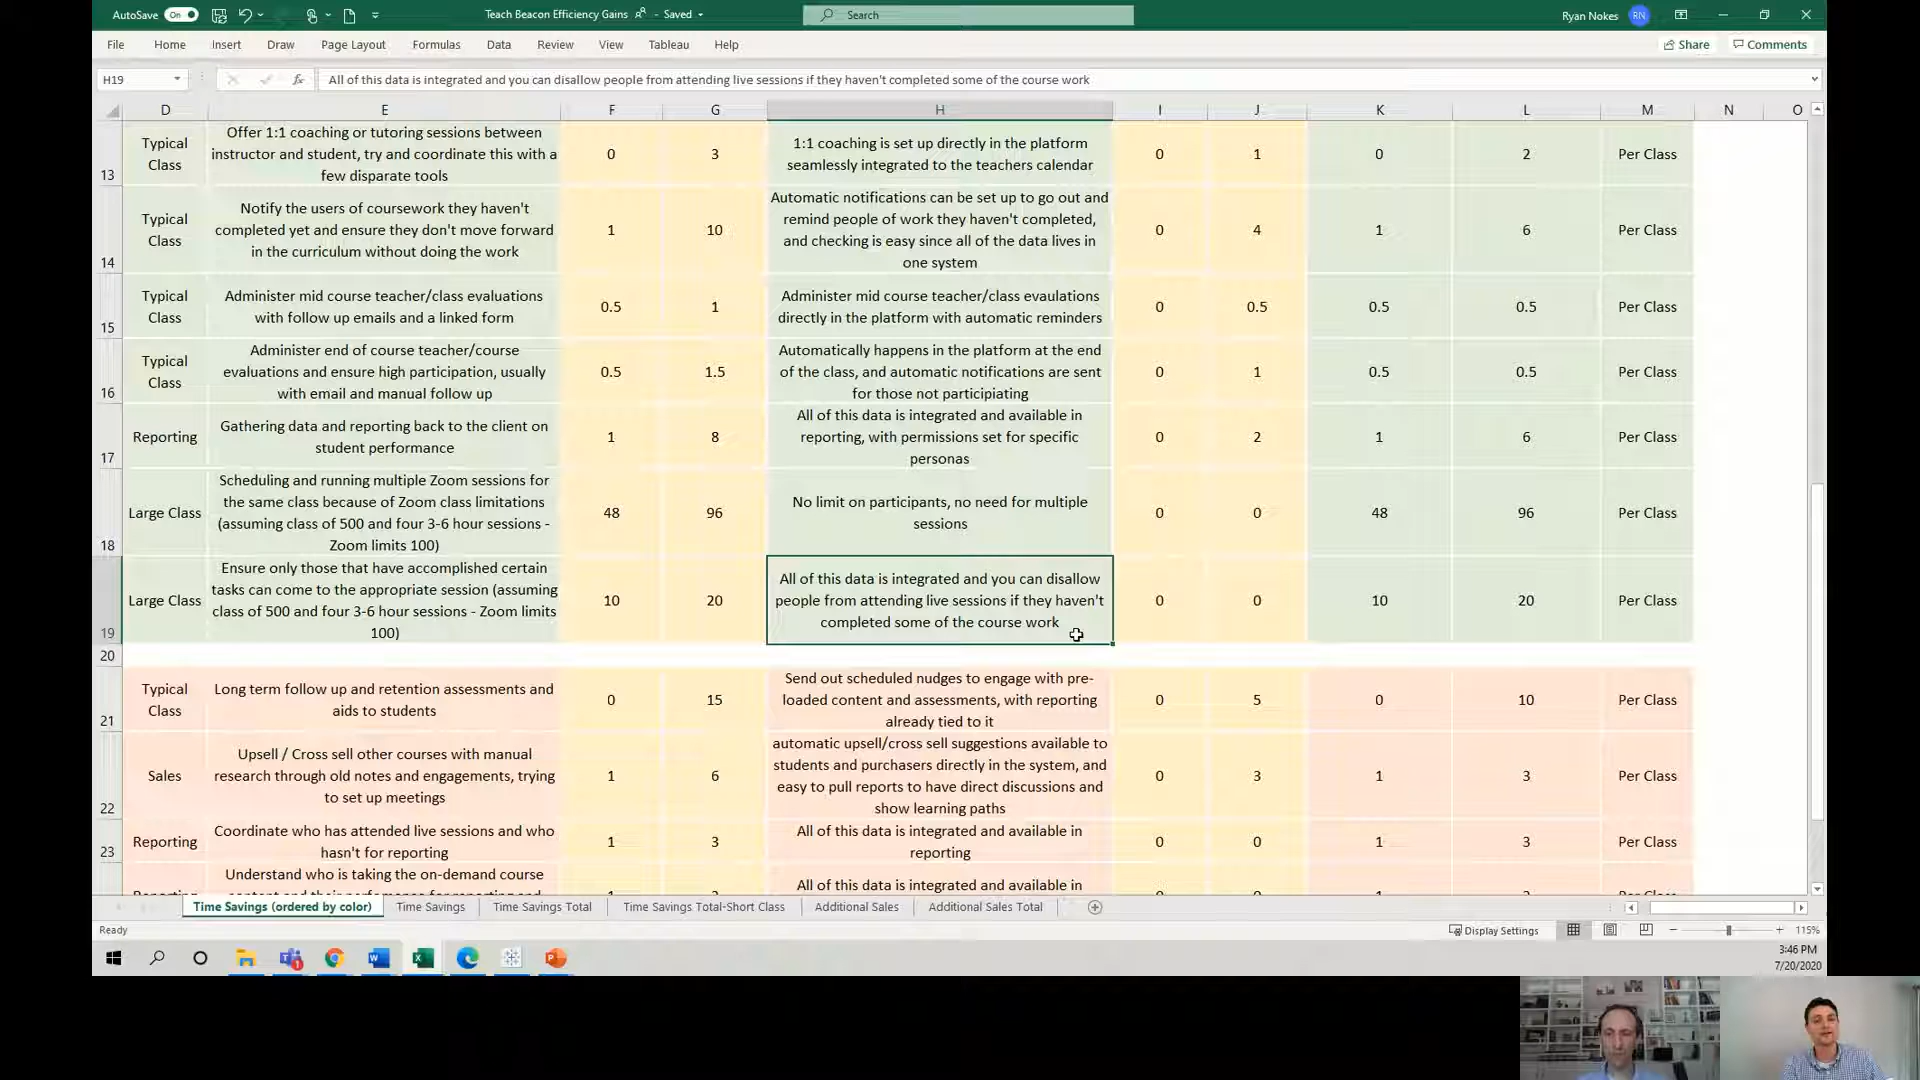 AutoSave On Teach Beacon Efficiency Gains - Saved Search Ryan Nokes RN
File Home Insert Draw Page Layout Formulas Data Review View Tableau Help Share Comments
H19 fx All of this data is integrated and you can disallow people from attending live sessions if they haven't completed some of the course work
D E F G H I J K L M N O
13
Typical
Class
Offer 1:1 coaching or tutoring sessions between
instructor and student, try and coordinate this with a
few disparate tools
0 3
1:1 coaching is set up directly in the platform
seamlessly integrated to the teachers calendar
0 1 0 2 Per Class
14
Typical
Class
Notify the users of coursework they haven't
completed yet and ensure they don't move forward
in the curriculum without doing the work
1 10
Automatic notifications can be set up to go out and
remind people of work they haven't completed,
and checking is easy since all of the data lives in
one system
0 4 1 6 Per Class
15
Typical
Class
Administer mid course teacher/class evaluations
with follow up emails and a linked form
0.5 1
Administer mid course teacher/class evaulations
directly in the platform with automatic reminders
0 0.5 0.5 0.5 Per Class
16
Typical
Class
Administer end of course teacher/course
evaluations and ensure high participation, usually
with email and manual follow up
0.5 1.5
Automatically happens in the platform at the end
of the class, and automatic notifications are sent
for those not participiating
0 1 0.5 0.5 Per Class
17
Reporting
Gathering data and reporting back to the client on
student performance
1 8
All of this data is integrated and available in
reporting, with permissions set for specific
personas
0 2 1 6 Per Class
18
Large Class
Scheduling and running multiple Zoom sessions for
the same class because of Zoom class limitations
(assuming class of 500 and four 3-6 hour sessions -
Zoom limits 100)
48 96
No limit on participants, no need for multiple
sessions
0 0 48 96 Per Class
19
Large Class
Ensure only those that have accomplished certain
tasks can come to the appropriate session (assuming
class of 500 and four 3-6 hour sessions - Zoom limits
100)
10 20
All of this data is integrated and you can disallow
people from attending live sessions if they haven't
completed some of the course work
0 0 10 20 Per Class
20
21
Typical
Class
Long term follow up and retention assessments and
aids to students
0 15
Send out scheduled nudges to engage with pre-
loaded content and assessments, with reporting
already tied to it
0 5 0 10 Per Class
22
Sales
Upsell / Cross sell other courses with manual
research through old notes and engagements, trying
to set up meetings
1 6
automatic upsell/cross sell suggestions available to
students and purchasers directly in the system, and
easy to pull reports to have direct discussions and
show learning paths
0 3 1 3 Per Class
23
Reporting
Coordinate who has attended live sessions and who
hasn't for reporting
1 3
All of this data is integrated and available in
reporting
0 0 1 3 Per Class
Understand who is taking the on-demand course
All of this data is integrated and available in
Time Savings (ordered by color) Time Savings Time Savings Total Time Savings Total-Short Class Additional Sales Additional Sales Total
Ready Display Settings 115%
3:46 PM
7/20/2020